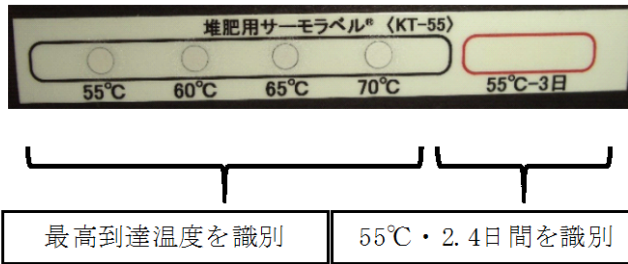 堆肥用サーモラベル® 〈KT-55〉
55℃ 60℃ 65℃ 70℃ 55℃-3日
最高到達温度を識別
55℃・2.4日間を識別